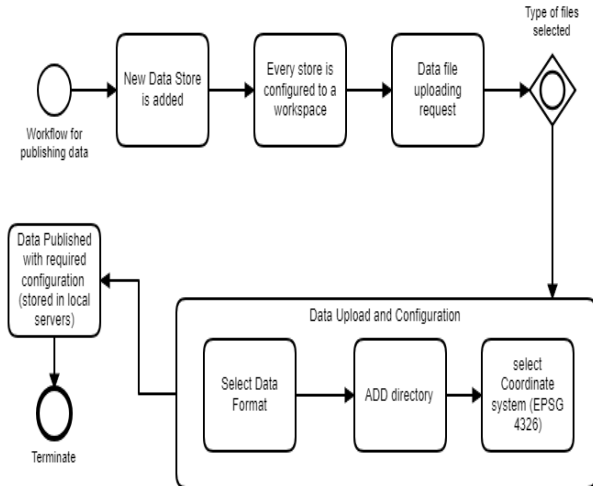 Type of files
selected
New Data Store
is added
Every store is
configured to a
workspace
Data file
uploading
request
Workflow for
publishing data
Data Published
with required
configuration
(stored in local
servers)
Data Upload and Configuration
Select Data
Format
ADD directory
select
Coordinate
system (EPSG
4326)
Terminate